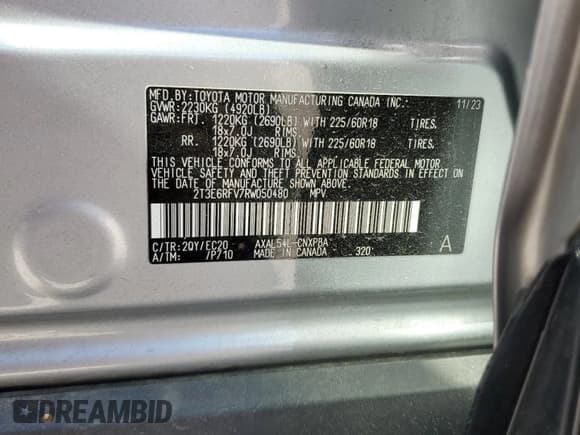 MFD.BY:TOYOTA MOTOR MANUFACTURING CANADA INC. 11/23
GVWR:2230KG (4920LB)
GAWR:FRT. 1220KG (2690LB) WITH 225/60R18 TIRES.
18x7.0J RIMS.
RR. 1220KG (2690LB) WITH 225/60R18 TIRES.
18x7.0J RIMS.
THIS VEHICLE CONFORMS TO ALL APPLICABLE FEDERAL MOTOR
VEHICLE SAFETY AND THEFT PREVENTION STANDARDS IN EFFECT ON
THE DATE OF MANUFACTURE SHOWN ABOVE.
2T3E6RFV7RW050480 MPV
C/TR:2QY/EC20 AXAL54L-CNXPBA
A/TM: /P710 MADE IN CANADA 320 A
DREAMBID